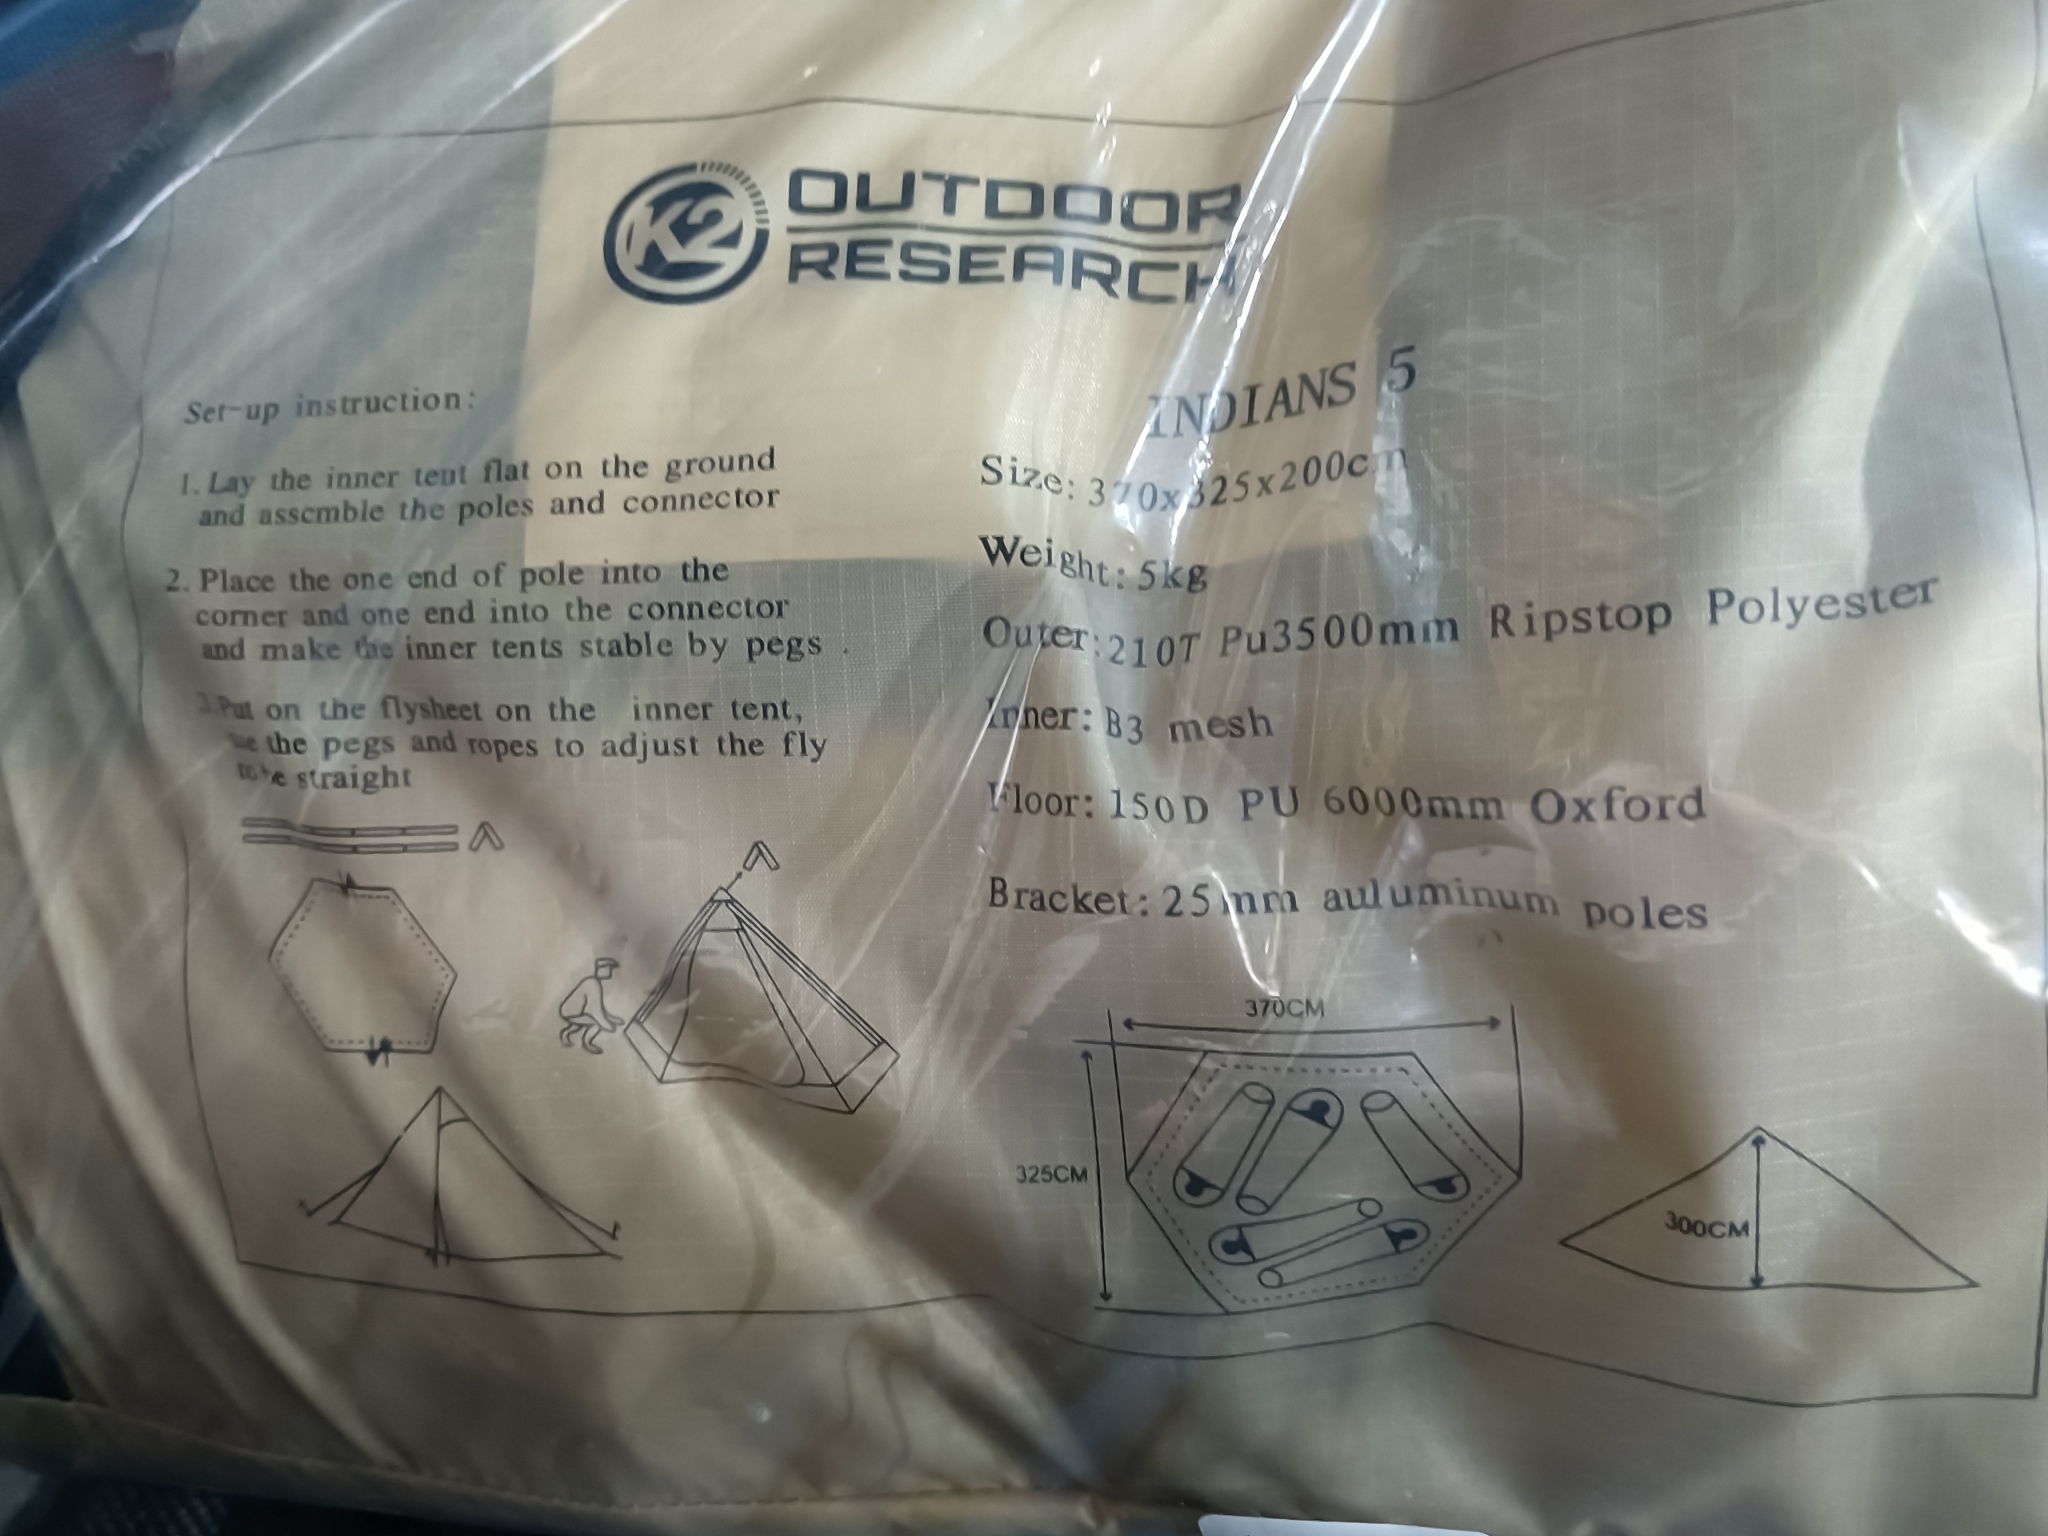 K2 OUTDOOR
RESEARCH
Set-up instruction:
1. Lay the inner tent flat on the ground
and assemble the poles and connector
2. Place the one end of pole into the
corner and one end into the connector
and make the inner tents stable by pegs .
3.Put on the flysheet on the inner tent,
the pegs and ropes to adjust the fly
to be straight
INDIANS 5
Size: 370x325x200cm
Weight: 5kg
Outer: 210T Pu3500mm Ripstop Polyester
Inner: B3 mesh
Floor: 150D PU 6000mm Oxford
Bracket: 25mm auluminum poles
370CM
325CM
300CM